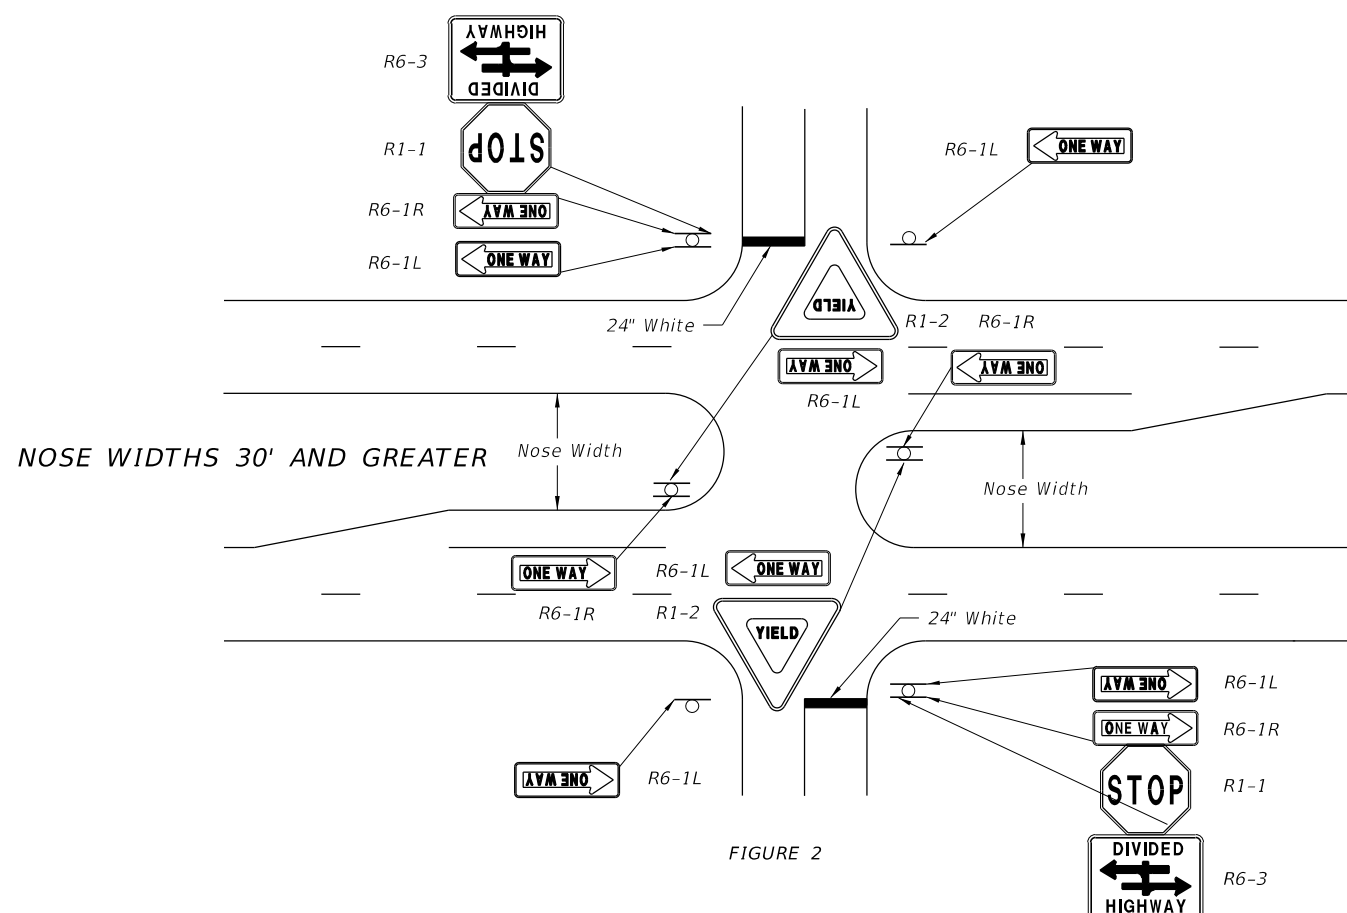 HIGHWAY
DIVIDED
R6-3
STOP
R1-1
ONE WAY
R6-1R
ONE WAY
R6-1L
R6-1L
ONE WAY
24" White
YIELD
R1-2
R6-1R
ONE WAY
R6-1L
ONE WAY
NOSE WIDTHS 30' AND GREATER
Nose Width
Nose Width
ONE WAY
R6-1R
R6-1L
ONE WAY
R1-2
YIELD
24" White
ONE WAY
R6-1L
ONE WAY
R6-1R
ONE WAY
R6-1L
STOP
R1-1
FIGURE 2
DIVIDED
HIGHWAY
R6-3